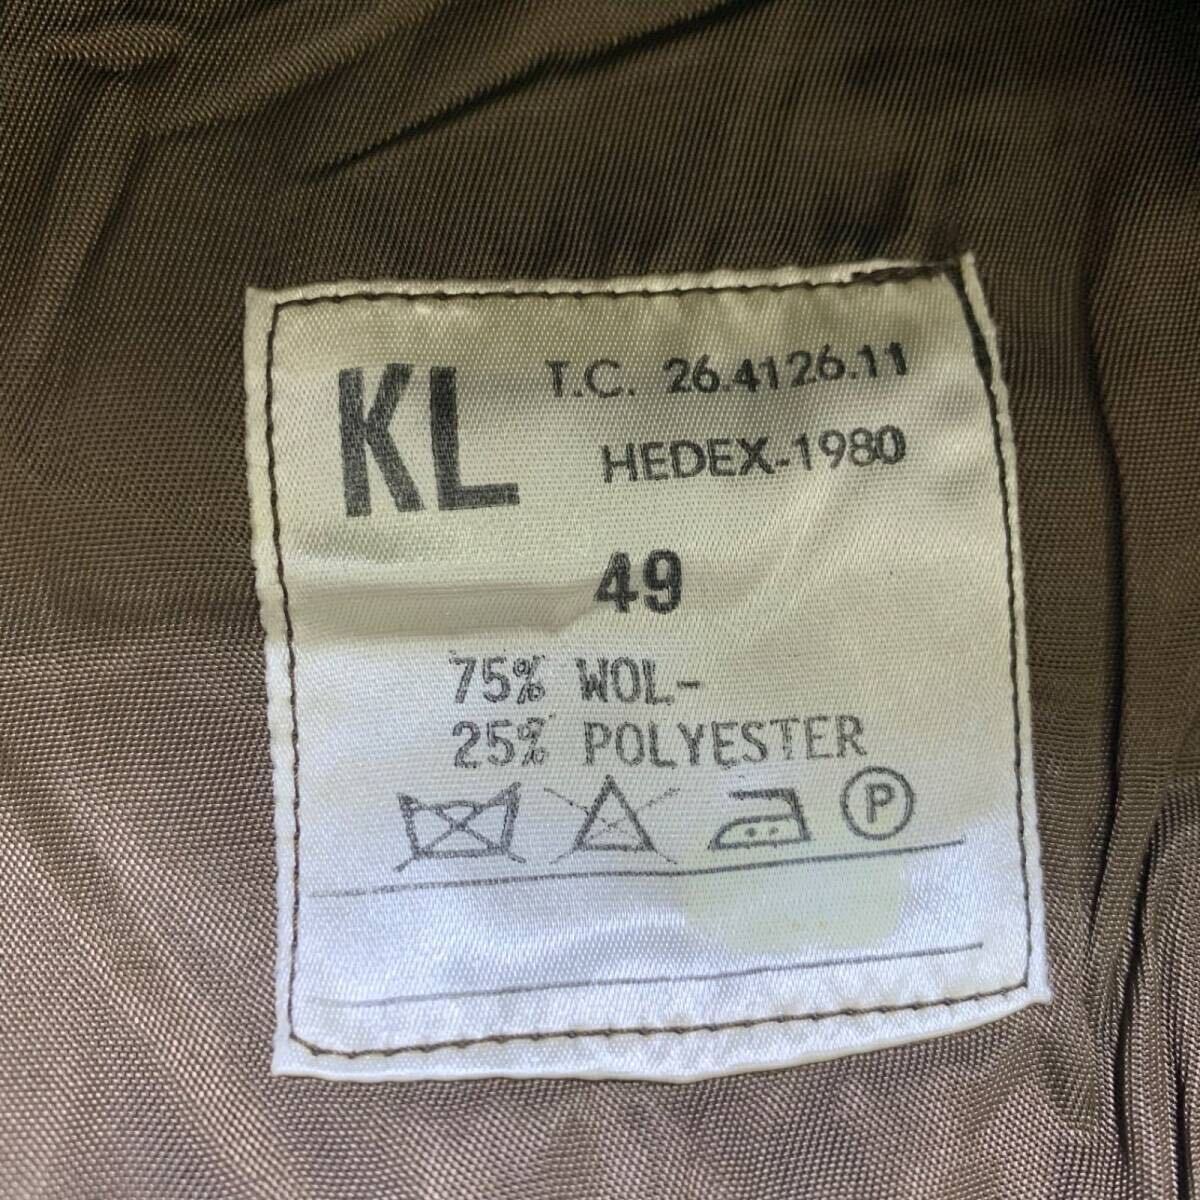 KL T.C. 26.4126.11
HEDEX-1980
49
75% WOL-
25% POLYESTER
P